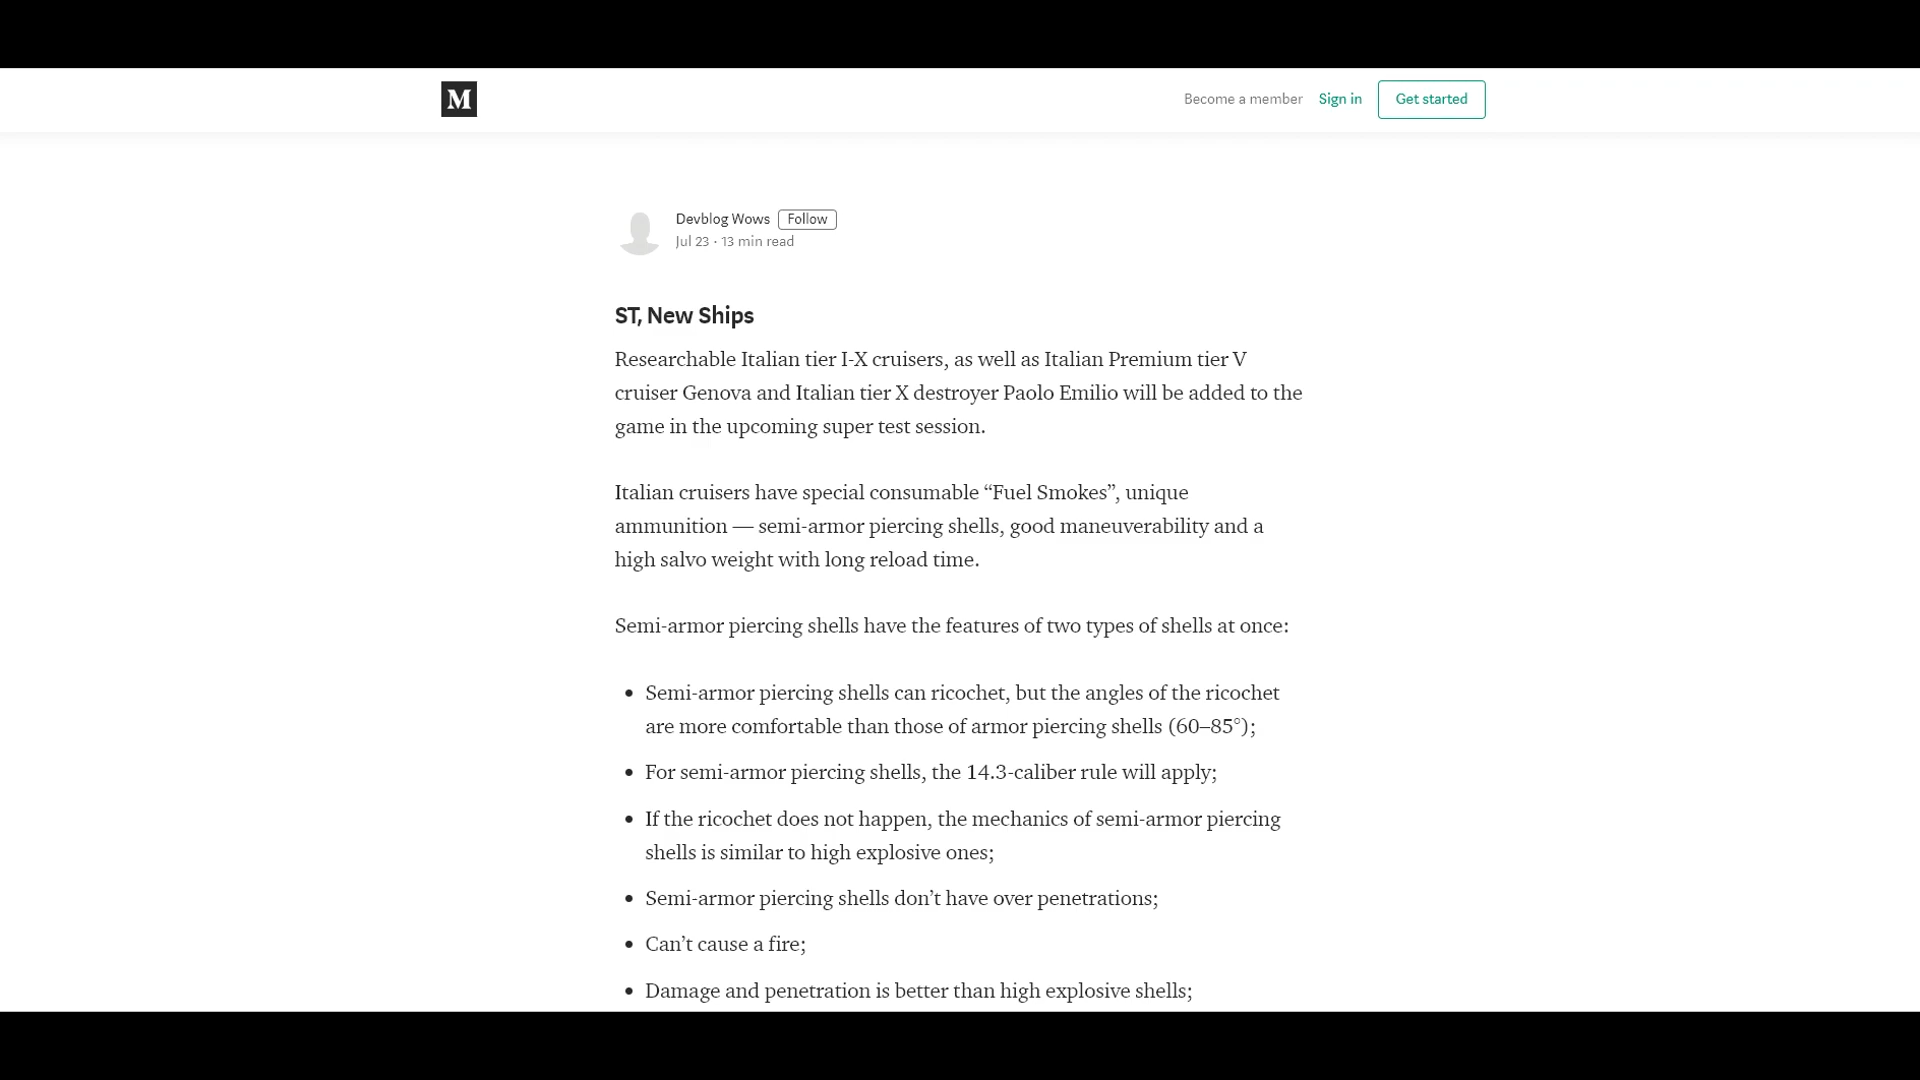 M
Become a member Sign in Get started
Devblog Wows Follow
Jul 23 · 13 min read
ST, New Ships
Researchable Italian tier I-X cruisers, as well as Italian Premium tier V
cruiser Genova and Italian tier X destroyer Paolo Emilio will be added to the
game in the upcoming super test session.
Italian cruisers have special consumable “Fuel Smokes”, unique
ammunition — semi-armor piercing shells, good maneuverability and a
high salvo weight with long reload time.
Semi-armor piercing shells have the features of two types of shells at once:
• Semi-armor piercing shells can ricochet, but the angles of the ricochet
are more comfortable than those of armor piercing shells (60–85°);
• For semi-armor piercing shells, the 14.3-caliber rule will apply;
• If the ricochet does not happen, the mechanics of semi-armor piercing
shells is similar to high explosive ones;
• Semi-armor piercing shells don’t have over penetrations;
• Can’t cause a fire;
• Damage and penetration is better than high explosive shells;